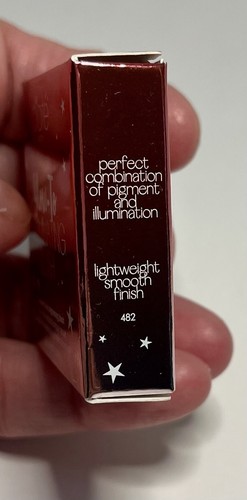 perfect
combination
of pigment
and
illumination
lightweight
smooth
finish
482